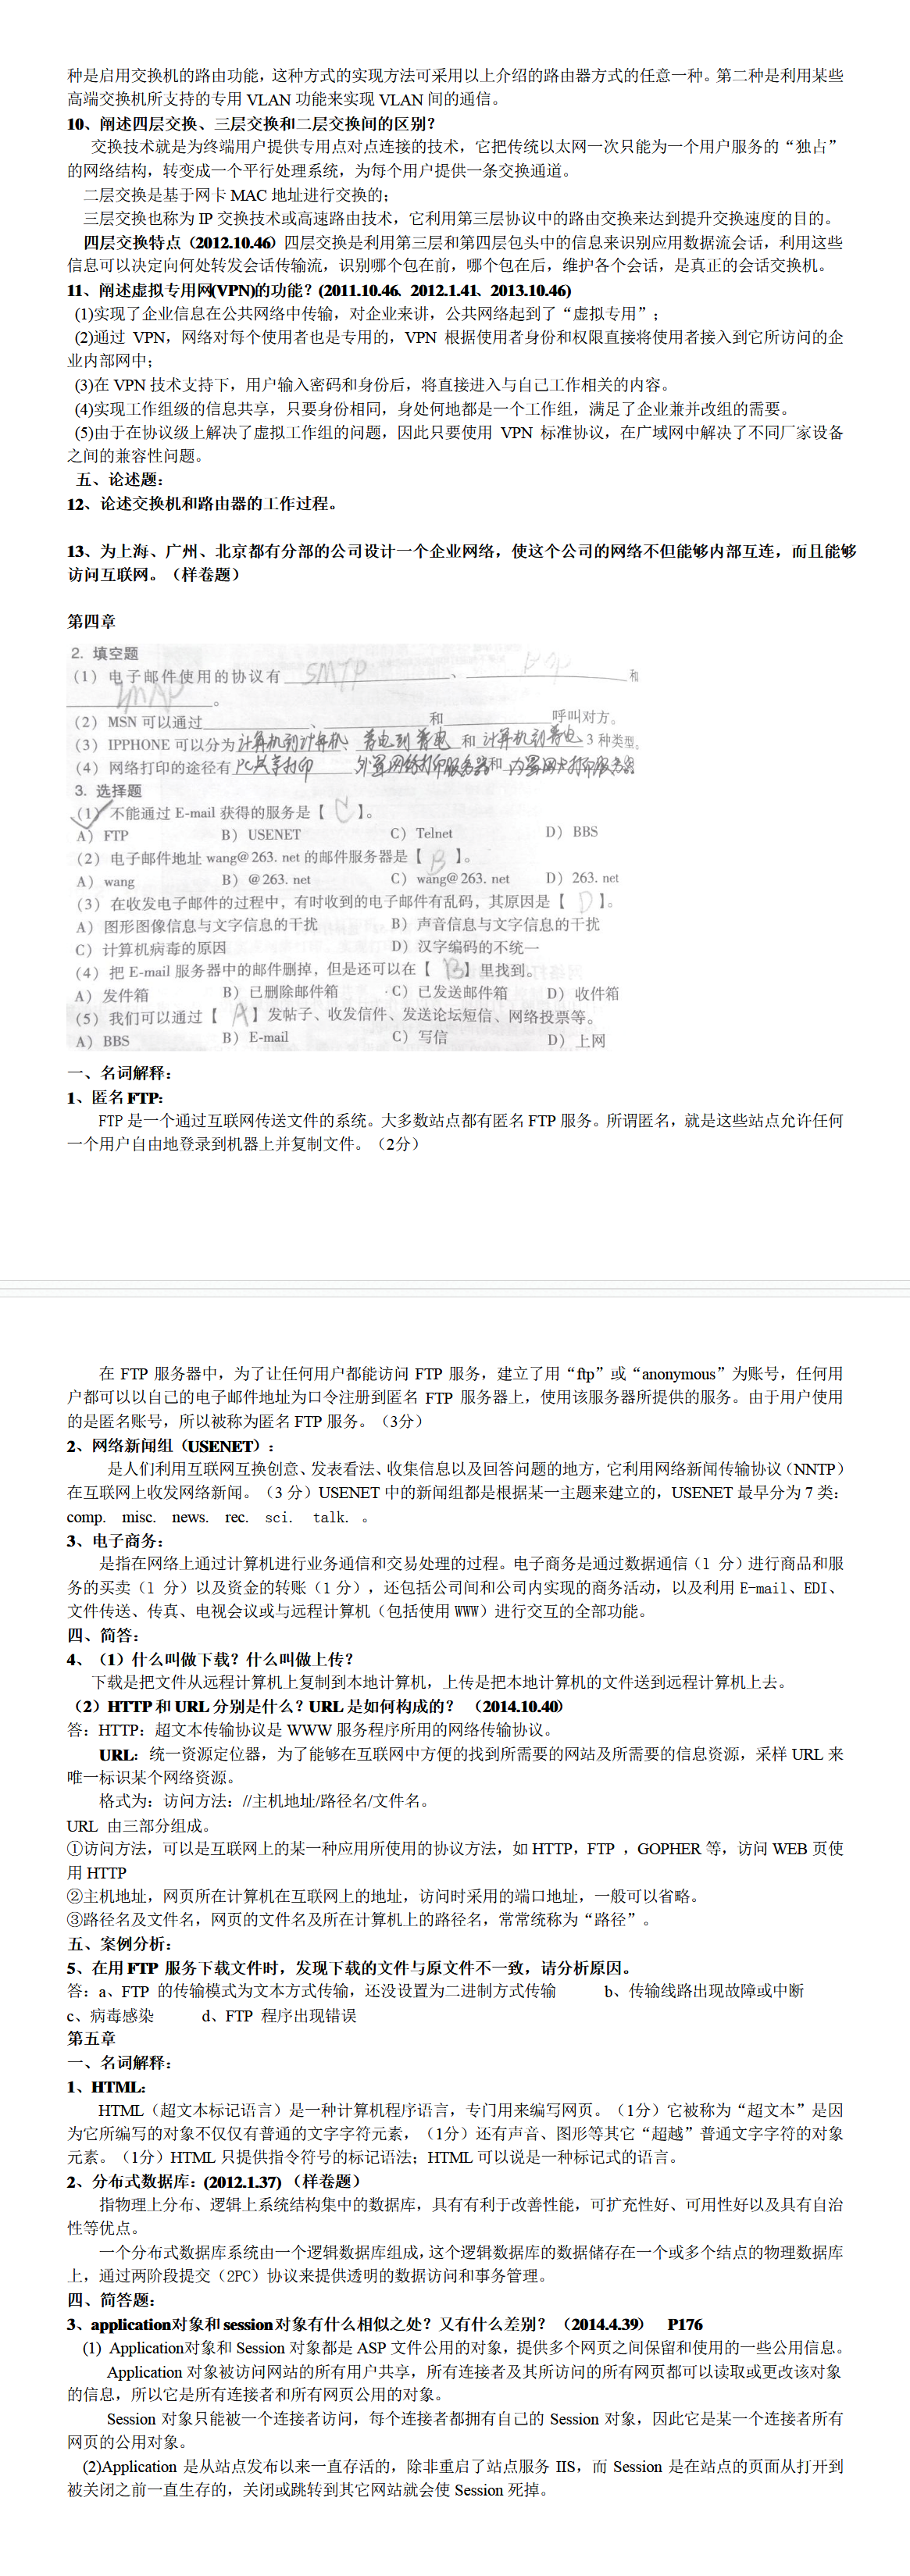 种是启用交换机的路由功能，这种方式的实现方法可采用以上介绍的路由器方式的任意一种。第二种是利用某些
高端交换机所支持的专用 VLAN 功能来实现 VLAN 间的通信。
10、阐述四层交换、三层交换和二层交换间的区别？
交换技术就是为终端用户提供专用点对点连接的技术，它把传统以太网一次只能为一个用户服务的“独占”
的网络结构，转变成一个平行处理系统，为每个用户提供一条交换通道。
二层交换是基于网卡 MAC 地址进行交换的；
三层交换也称为 IP 交换技术或高速路由技术，它利用第三层协议中的路由交换来达到提升交换速度的目的。
四层交换特点（2012.10.46）四层交换是利用第三层和第四层包头中的信息来识别应用数据流会话，利用这些
信息可以决定向何处转发会话传输流，识别哪个包在前，哪个包在后，维护各个会话，是真正的会话交换机。
11、阐述虚拟专用网(VPN)的功能？(2011.10.46、2012.1.41、2013.10.46)
(1)实现了企业信息在公共网络中传输，对企业来讲，公共网络起到了“虚拟专用”；
(2)通过 VPN，网络对每个使用者也是专用的，VPN 根据使用者身份和权限直接将使用者接入到它所访问的企
业内部网中；
(3)在 VPN 技术支持下，用户输入密码和身份后，将直接进入与自己工作相关的内容。
(4)实现工作组级的信息共享，只要身份相同，身处何地都是一个工作组，满足了企业兼并改组的需要。
(5)由于在协议级上解决了虚拟工作组的问题，因此只要使用 VPN 标准协议，在广域网中解决了不同厂家设备
之间的兼容性问题。
五、论述题：
12、论述交换机和路由器的工作过程。
13、为上海、广州、北京都有分部的公司设计一个企业网络，使这个公司的网络不但能够内部互连，而且能够
访问互联网。（样卷题）
第四章
2. 填空题
(1) 电子邮件使用的协议有 SMTP 、 Pop 和
IMAP 。
(2) MSN 可以通过 、 和 呼叫对方。
(3) IPPHONE 可以分为 计算机到计算机、普电到普电 和 计算机到普电 3 种类型。
(4) 网络打印的途径有 PC共享打印 外置网络打印服务器和 内置网卡打印服务器
3. 选择题
(1) 不能通过 E-mail 获得的服务是【 C 】。
A) FTP B) USENET C) Telnet D) BBS
(2) 电子邮件地址 wang@263. net 的邮件服务器是【 B 】。
A) wang B) @263. net C) wang@263. net D) 263. net
(3) 在收发电子邮件的过程中，有时收到的电子邮件有乱码，其原因是【 D 】。
A) 图形图像信息与文字信息的干扰 B) 声音信息与文字信息的干扰
C) 计算机病毒的原因 D) 汉字编码的不统一
(4) 把 E-mail 服务器中的邮件删掉，但是还可以在【 B 】里找到。
A) 发件箱 B) 已删除邮件箱 C) 已发送邮件箱 D) 收件箱
(5) 我们可以通过【 A 】发帖子、收发信件、发送论坛短信、网络投票等。
A) BBS B) E-mail C) 写信 D) 上网
一、名词解释：
1、匿名 FTP:
FTP 是一个通过互联网传送文件的系统。大多数站点都有匿名 FTP 服务。所谓匿名，就是这些站点允许任何
一个用户自由地登录到机器上并复制文件。（2分）
在 FTP 服务器中，为了让任何用户都能访问 FTP 服务，建立了用“ftp”或“anonymous”为账号，任何用
户都可以以自己的电子邮件地址为口令注册到匿名 FTP 服务器上，使用该服务器所提供的服务。由于用户使用
的是匿名账号，所以被称为匿名 FTP 服务。（3分）
2、网络新闻组（USENET）：
是人们利用互联网互换创意、发表看法、收集信息以及回答问题的地方，它利用网络新闻传输协议（NNTP）
在互联网上收发网络新闻。（3 分）USENET 中的新闻组都是根据某一主题来建立的，USENET 最早分为 7 类：
comp. misc. news. rec. sci. talk. 。
3、电子商务：
是指在网络上通过计算机进行业务通信和交易处理的过程。电子商务是通过数据通信（1 分）进行商品和服
务的买卖（1 分）以及资金的转账（1 分），还包括公司间和公司内实现的商务活动，以及利用 E-mail、EDI、
文件传送、传真、电视会议或与远程计算机（包括使用 WWW）进行交互的全部功能。
四、简答：
4、（1）什么叫做下载？什么叫做上传？
下载是把文件从远程计算机上复制到本地计算机，上传是把本地计算机的文件送到远程计算机上去。
（2）HTTP 和 URL 分别是什么？URL 是如何构成的？ （2014.10.40）
答：HTTP：超文本传输协议是 WWW 服务程序所用的网络传输协议。
URL：统一资源定位器，为了能够在互联网中方便的找到所需要的网站及所需要的信息资源，采样 URL 来
唯一标识某个网络资源。
格式为：访问方法：//主机地址/路径名/文件名。
URL 由三部分组成。
①访问方法，可以是互联网上的某一种应用所使用的协议方法，如 HTTP，FTP ，GOPHER 等，访问 WEB 页使
用 HTTP
②主机地址，网页所在计算机在互联网上的地址，访问时采用的端口地址，一般可以省略。
③路径名及文件名，网页的文件名及所在计算机上的路径名，常常统称为“路径”。
五、案例分析：
5、在用 FTP 服务下载文件时，发现下载的文件与原文件不一致，请分析原因。
答：a、FTP 的传输模式为文本方式传输，还没设置为二进制方式传输 b、传输线路出现故障或中断
c、病毒感染 d、FTP 程序出现错误
第五章
一、名词解释：
1、HTML:
HTML（超文本标记语言）是一种计算机程序语言，专门用来编写网页。（1分）它被称为“超文本”是因
为它所编写的对象不仅仅有普通的文字字符元素，（1分）还有声音、图形等其它“超越”普通文字字符的对象
元素。（1分）HTML 只提供指令符号的标记语法；HTML 可以说是一种标记式的语言。
2、分布式数据库：(2012.1.37)（样卷题）
指物理上分布、逻辑上系统结构集中的数据库，具有有利于改善性能，可扩充性好、可用性好以及具有自治
性等优点。
一个分布式数据库系统由一个逻辑数据库组成，这个逻辑数据库的数据储存在一个或多个结点的物理数据库
上，通过两阶段提交（2PC）协议来提供透明的数据访问和事务管理。
四、简答题：
3、application对象和 session 对象有什么相似之处？又有什么差别？（2014.4.39） P176
(1) Application对象和 Session 对象都是 ASP 文件公用的对象，提供多个网页之间保留和使用的一些公用信息。
Application 对象被访问网站的所有用户共享，所有连接者及其所访问的所有网页都可以读取或更改该对象
的信息，所以它是所有连接者和所有网页公用的对象。
Session 对象只能被一个连接者访问，每个连接者都拥有自己的 Session 对象，因此它是某一个连接者所有
网页的公用对象。
(2)Application 是从站点发布以来一直存活的，除非重启了站点服务 IIS，而 Session 是在站点的页面从打开到
被关闭之前一直生存的，关闭或跳转到其它网站就会使 Session 死掉。